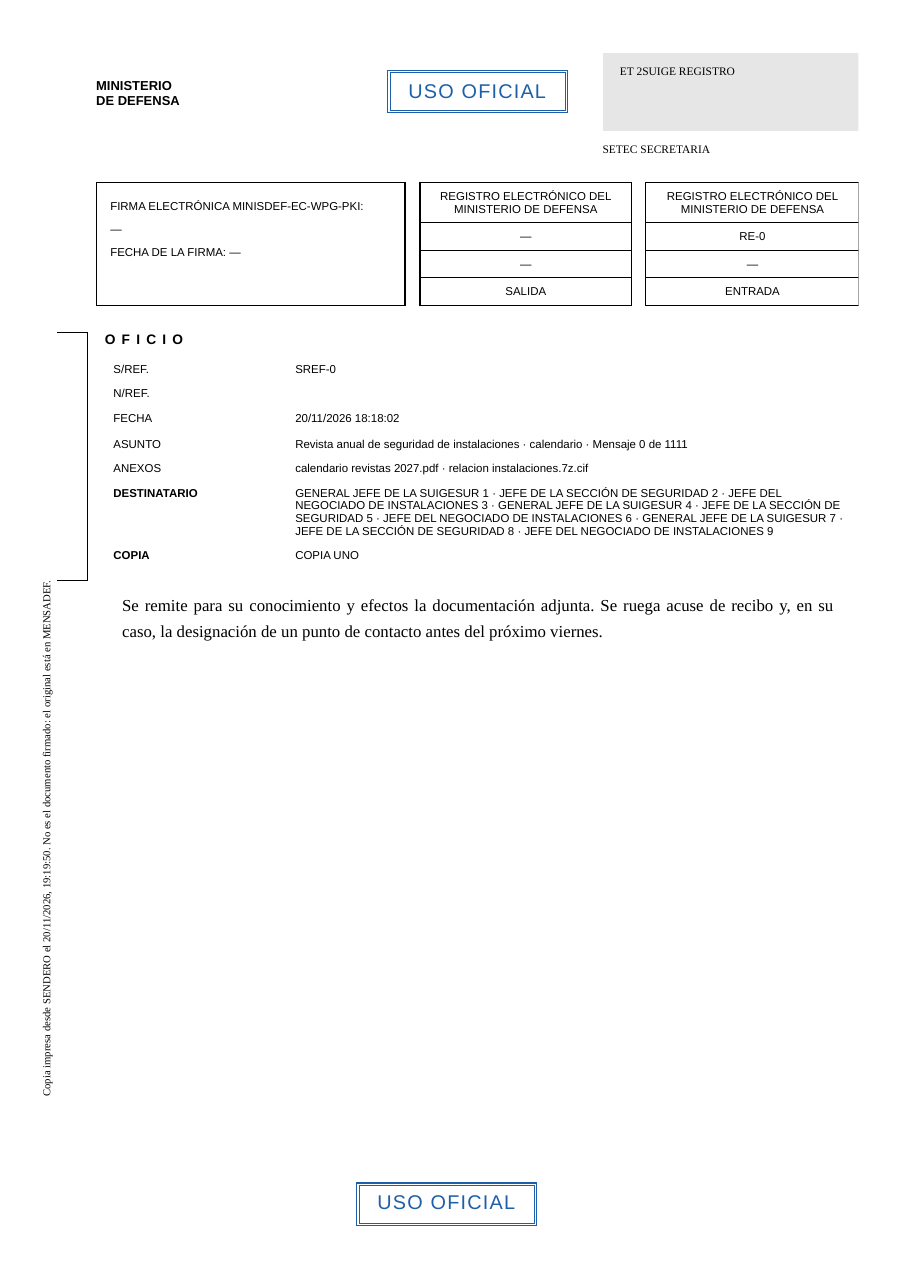 MINISTERIO
DE DEFENSA
USO OFICIAL
ET 2SUIGE REGISTRO
SETEC SECRETARIA
FIRMA ELECTRÓNICA MINISDEF-EC-WPG-PKI:
—
FECHA DE LA FIRMA: —
REGISTRO ELECTRÓNICO DEL
MINISTERIO DE DEFENSA
—
—
SALIDA
REGISTRO ELECTRÓNICO DEL
MINISTERIO DE DEFENSA
RE-0
—
ENTRADA
OFICIO
S/REF. SREF-0
N/REF.
FECHA 20/11/2026 18:18:02
ASUNTO Revista anual de seguridad de instalaciones · calendario · Mensaje 0 de 1111
ANEXOS calendario revistas 2027.pdf · relacion instalaciones.7z.cif
DESTINATARIO GENERAL JEFE DE LA SUIGESUR 1 · JEFE DE LA SECCIÓN DE SEGURIDAD 2 · JEFE DEL
NEGOCIADO DE INSTALACIONES 3 · GENERAL JEFE DE LA SUIGESUR 4 · JEFE DE LA SECCIÓN DE
SEGURIDAD 5 · JEFE DEL NEGOCIADO DE INSTALACIONES 6 · GENERAL JEFE DE LA SUIGESUR 7 ·
JEFE DE LA SECCIÓN DE SEGURIDAD 8 · JEFE DEL NEGOCIADO DE INSTALACIONES 9
COPIA COPIA UNO
Se remite para su conocimiento y efectos la documentación adjunta. Se ruega acuse de recibo y, en su
caso, la designación de un punto de contacto antes del próximo viernes.
Copia impresa desde SENDERO el 20/11/2026, 19:19:50. No es el documento firmado: el original está en MENSADEF.
USO OFICIAL